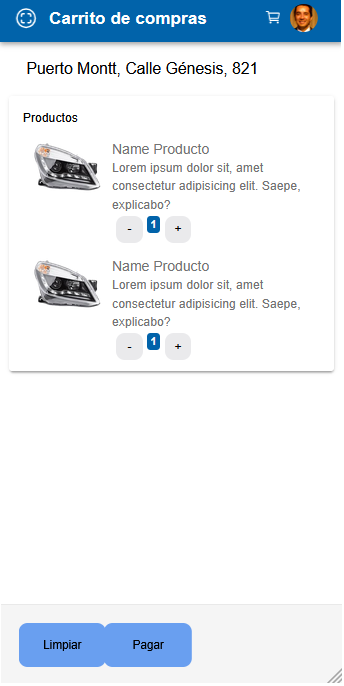 Carrito de compras
Puerto Montt, Calle Génesis, 821
Productos
Name Producto
Lorem ipsum dolor sit, amet
consectetur adipisicing elit. Saepe,
explicabo?
- 1 +
Name Producto
Lorem ipsum dolor sit, amet
consectetur adipisicing elit. Saepe,
explicabo?
- 1 +
Limpiar Pagar